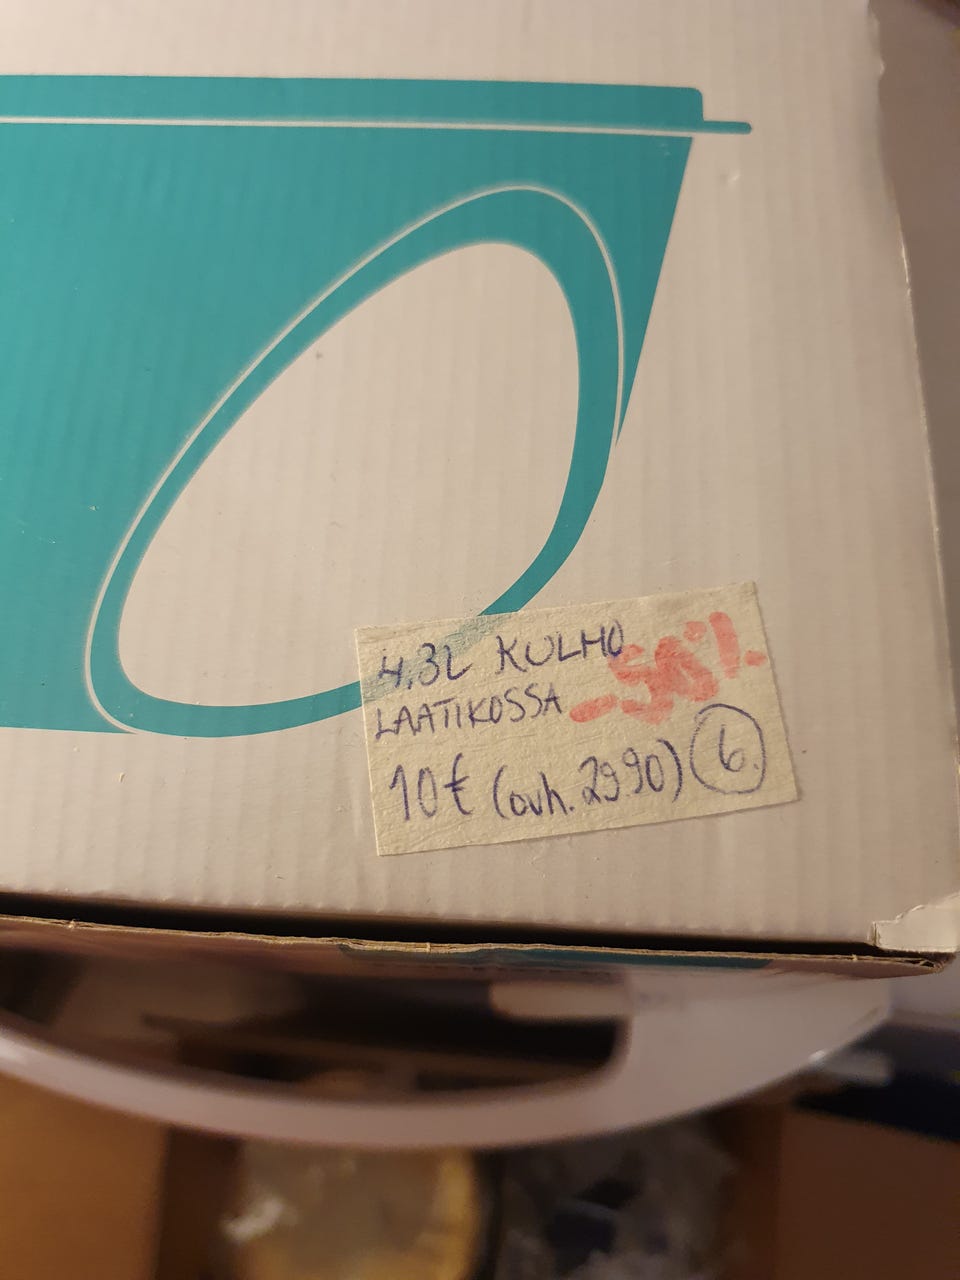 4,3L KULHO
-50%
LAATIKOSSA
10€ (ovh. 29.90) 6.